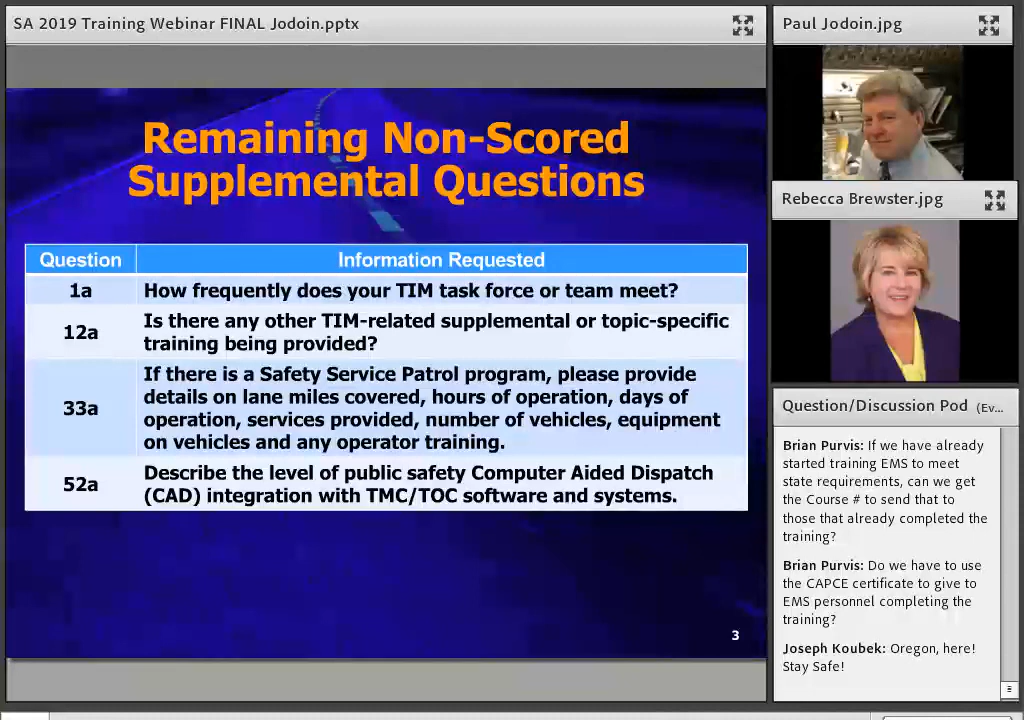 SA 2019 Training Webinar FINAL Jodoin.pptx
Remaining Non-Scored
Supplemental Questions
Question Information Requested
1a How frequently does your TIM task force or team meet?
12a Is there any other TIM-related supplemental or topic-specific
training being provided?
33a If there is a Safety Service Patrol program, please provide
details on lane miles covered, hours of operation, days of
operation, services provided, number of vehicles, equipment
on vehicles and any operator training.
52a Describe the level of public safety Computer Aided Dispatch
(CAD) integration with TMC/TOC software and systems.
3
Paul Jodoin.jpg
Rebecca Brewster.jpg
Question/Discussion Pod (Ev...
Brian Purvis: If we have already
started training EMS to meet
state requirements, can we get
the Course # to send that to
those that already completed the
training?
Brian Purvis: Do we have to use
the CAPCE certificate to give to
EMS personnel completing the
training?
Joseph Koubek: Oregon, here!
Stay Safe!